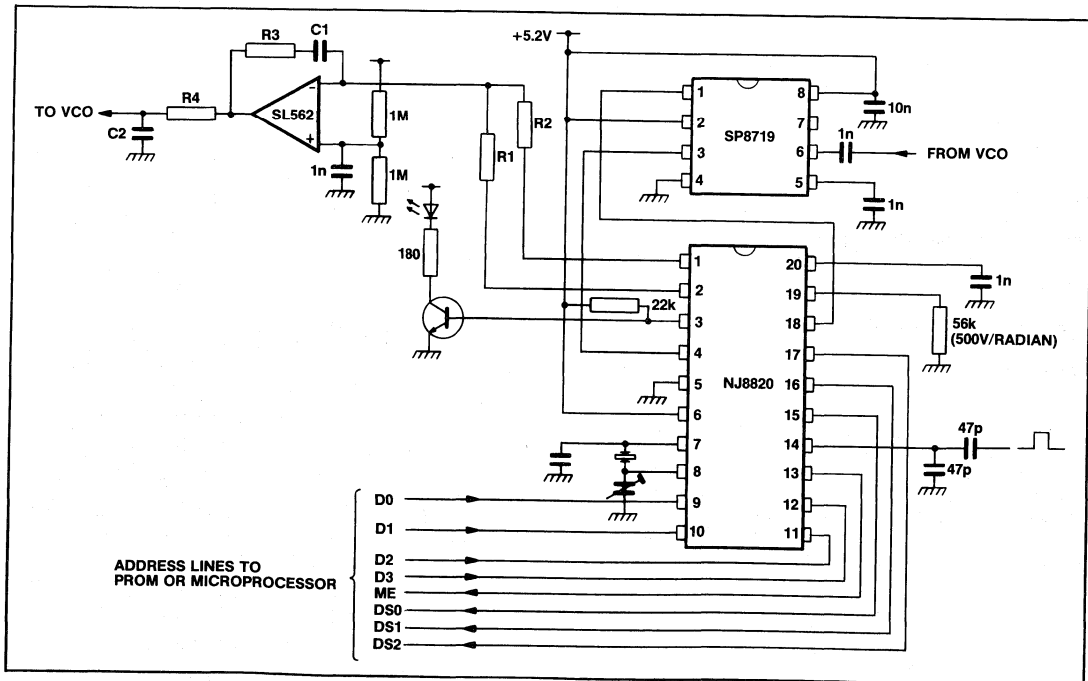 R3
C1
+5.2V
R4
TO VCO
SL562
−
+
C2
1M
1n
1M
R2
R1
1
2
3
4
SP8719
8
7
6
5
10n
1n
FROM VCO
1n
180
22k
1
2
3
4
5
6
7
8
9
10
NJ8820
20
19
18
17
16
15
14
13
12
11
1n
56k
(500V/RADIAN)
47p
47p
ADDRESS LINES TO
PROM OR MICROPROCESSOR
D0
D1
D2
D3
ME
DS0
DS1
DS2